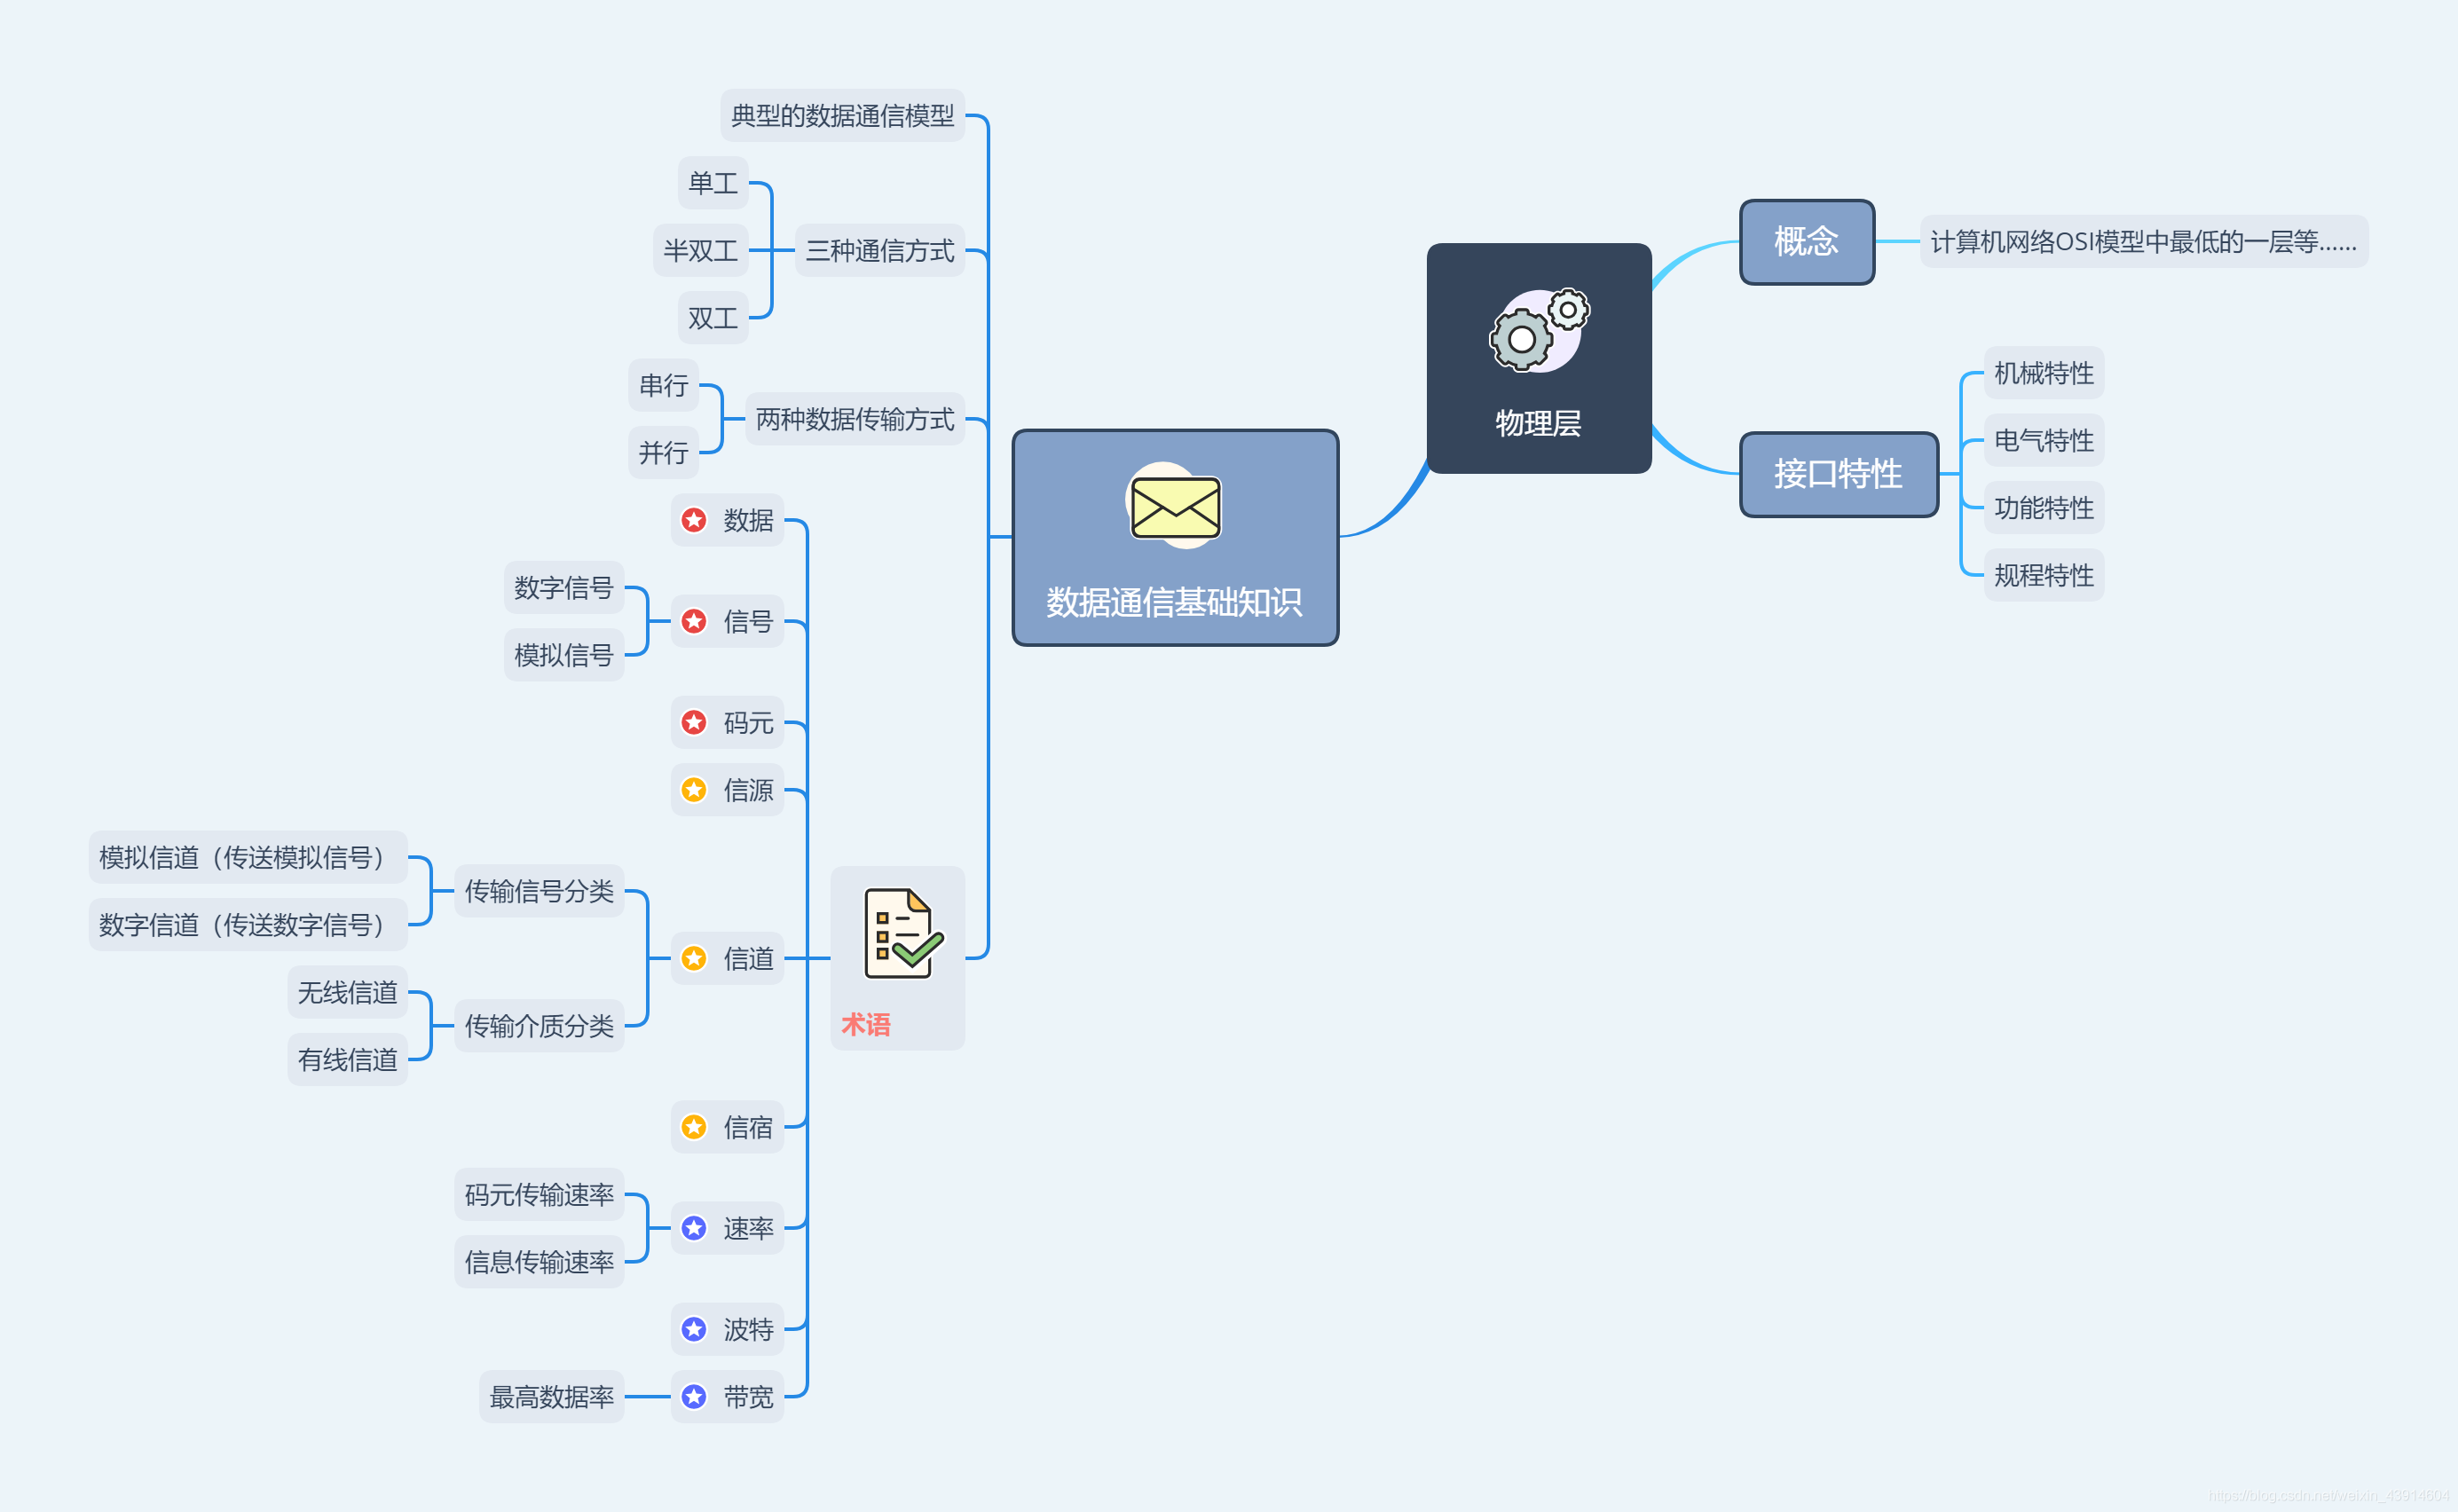 物理层
概念
计算机网络OSI模型中最低的一层等......
接口特性
机械特性
电气特性
功能特性
规程特性
数据通信基础知识
典型的数据通信模型
三种通信方式
单工
半双工
双工
两种数据传输方式
串行
并行
术语
数据
信号
数字信号
模拟信号
码元
信源
信道
传输信号分类
模拟信道（传送模拟信号）
数字信道（传送数字信号）
传输介质分类
无线信道
有线信道
信宿
速率
码元传输速率
信息传输速率
波特
带宽
最高数据率
https://blog.csdn.net/weixin_43914604